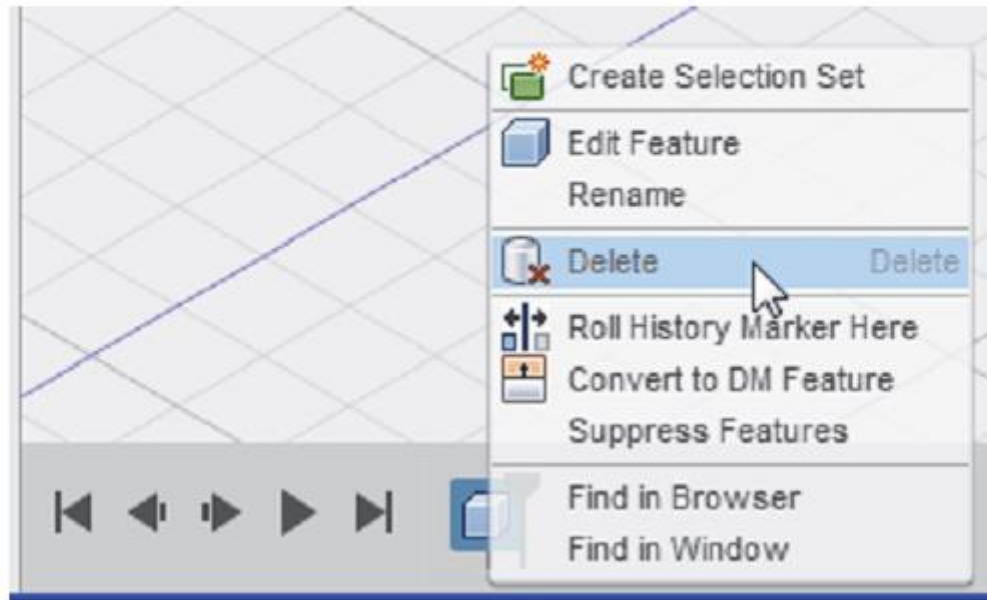 Create Selection Set
Edit Feature
Rename
Delete Delete
Roll History Marker Here
Convert to DM Feature
Suppress Features
Find in Browser
Find in Window